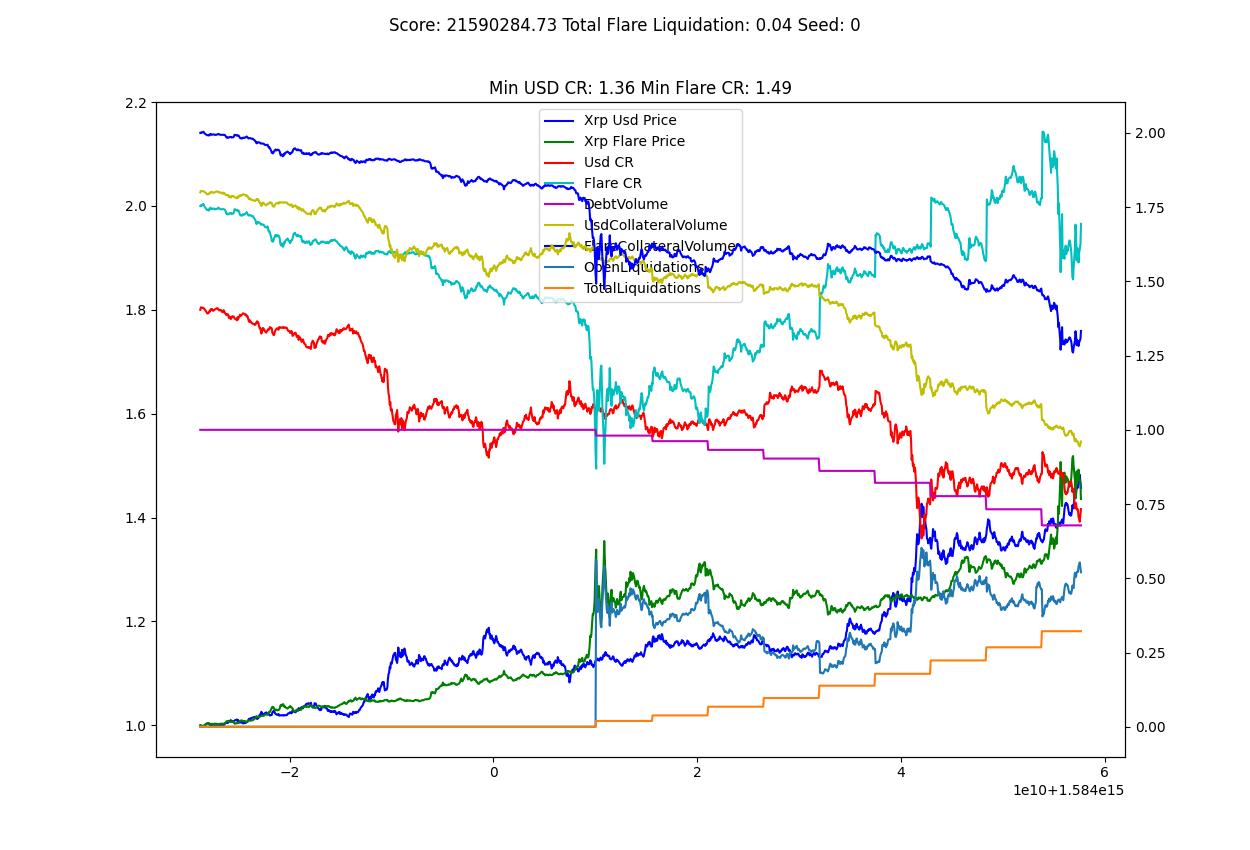 Score: 21590284.73 Total Flare Liquidation: 0.04 Seed: 0
Min USD CR: 1.36 Min Flare CR: 1.49
2.2
2.0
1.8
1.6
1.4
1.2
1.0
Xrp Usd Price
Xrp Flare Price
Usd CR
Flare CR
DebtVolume
UsdCollateralVolume
FlareCollateralVolume
OpenLiquidations
TotalLiquidations
2.00
1.75
1.50
1.25
1.00
0.75
0.50
0.25
0.00
−2 0 2 4 6
1e10+1.584e15